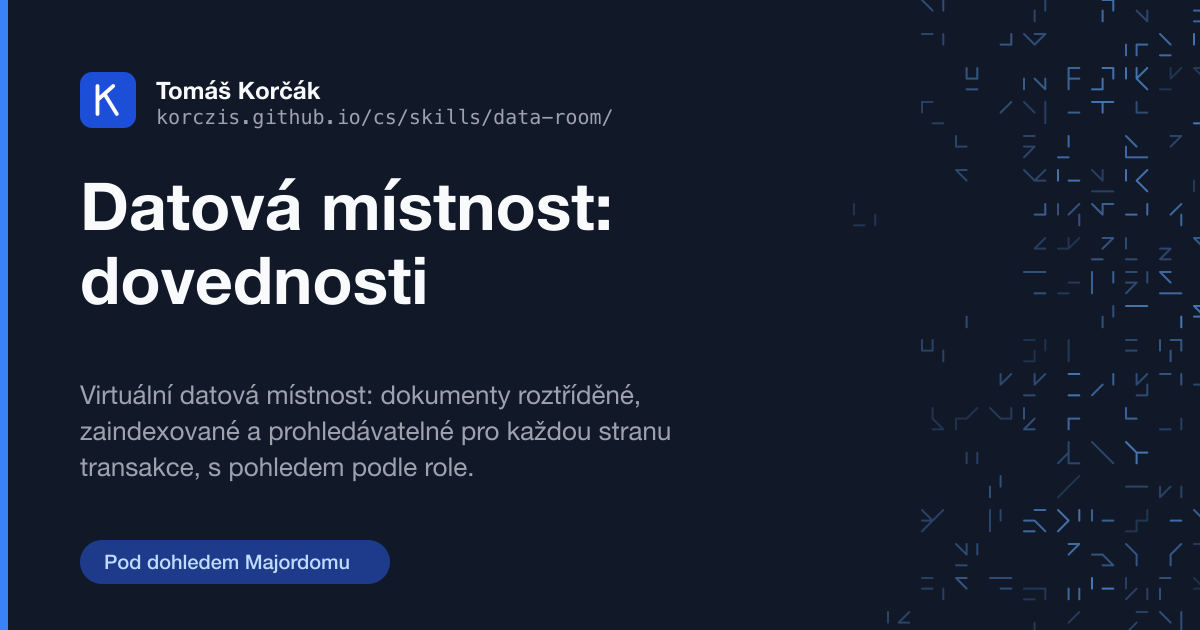 K
Tomáš Korčák
korczis.github.io/cs/skills/data-room/
Datová místnost:
dovednosti
Virtuální datová místnost: dokumenty roztříděné,
zaindexované a prohledávatelné pro každou stranu
transakce, s pohledem podle role.
Pod dohledem Majordomu